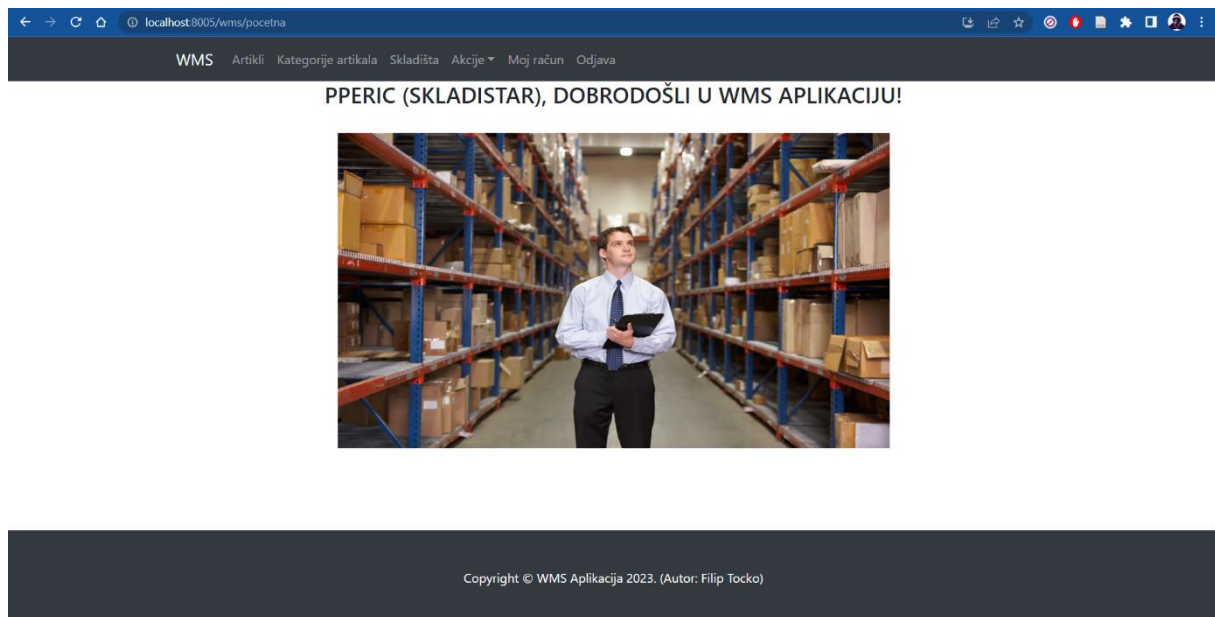 localhost:8005/wms/pocetna
WMS Artikli Kategorije artikala Skladišta Akcije Moj račun Odjava
PPERIC (SKLADISTAR), DOBRODOŠLI U WMS APLIKACIJU!
Copyright © WMS Aplikacija 2023. (Autor: Filip Tocko)